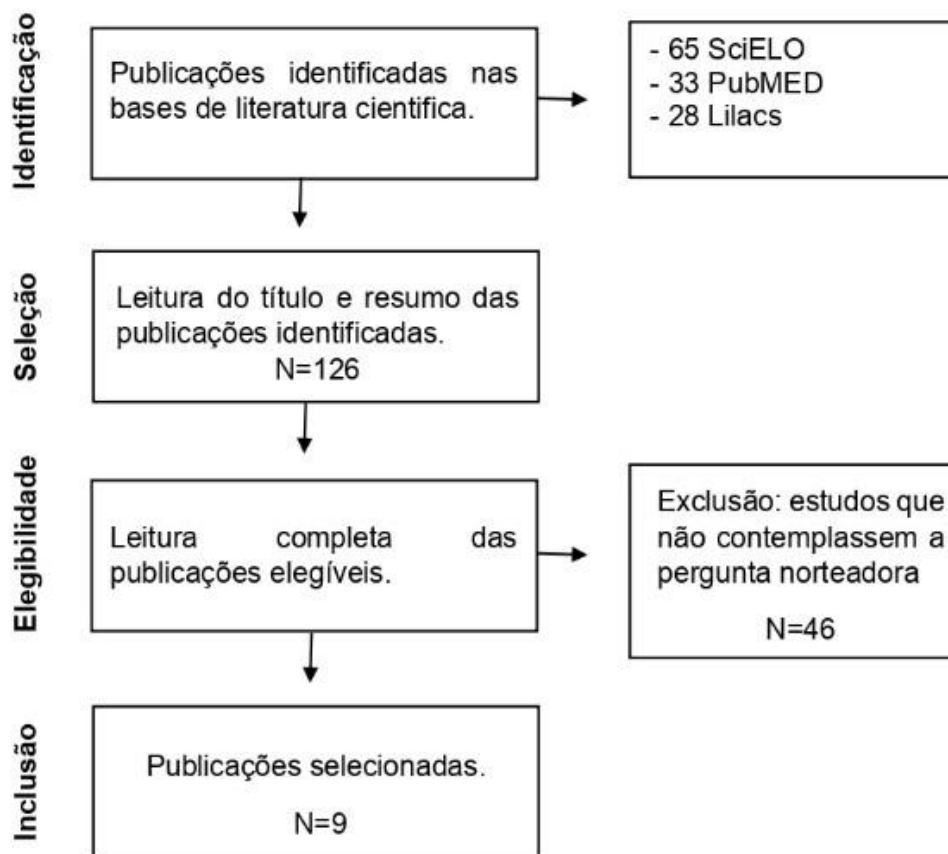 Identificação
Publicações identificadas nas
bases de literatura cientifica.
- 65 SciELO
- 33 PubMED
- 28 Lilacs
Seleção
Leitura do título e resumo das
publicações identificadas.
N=126
Elegibilidade
Leitura completa das
publicações elegíveis.
Exclusão: estudos que
não contemplassem a
pergunta norteadora
N=46
Inclusão
Publicações selecionadas.
N=9